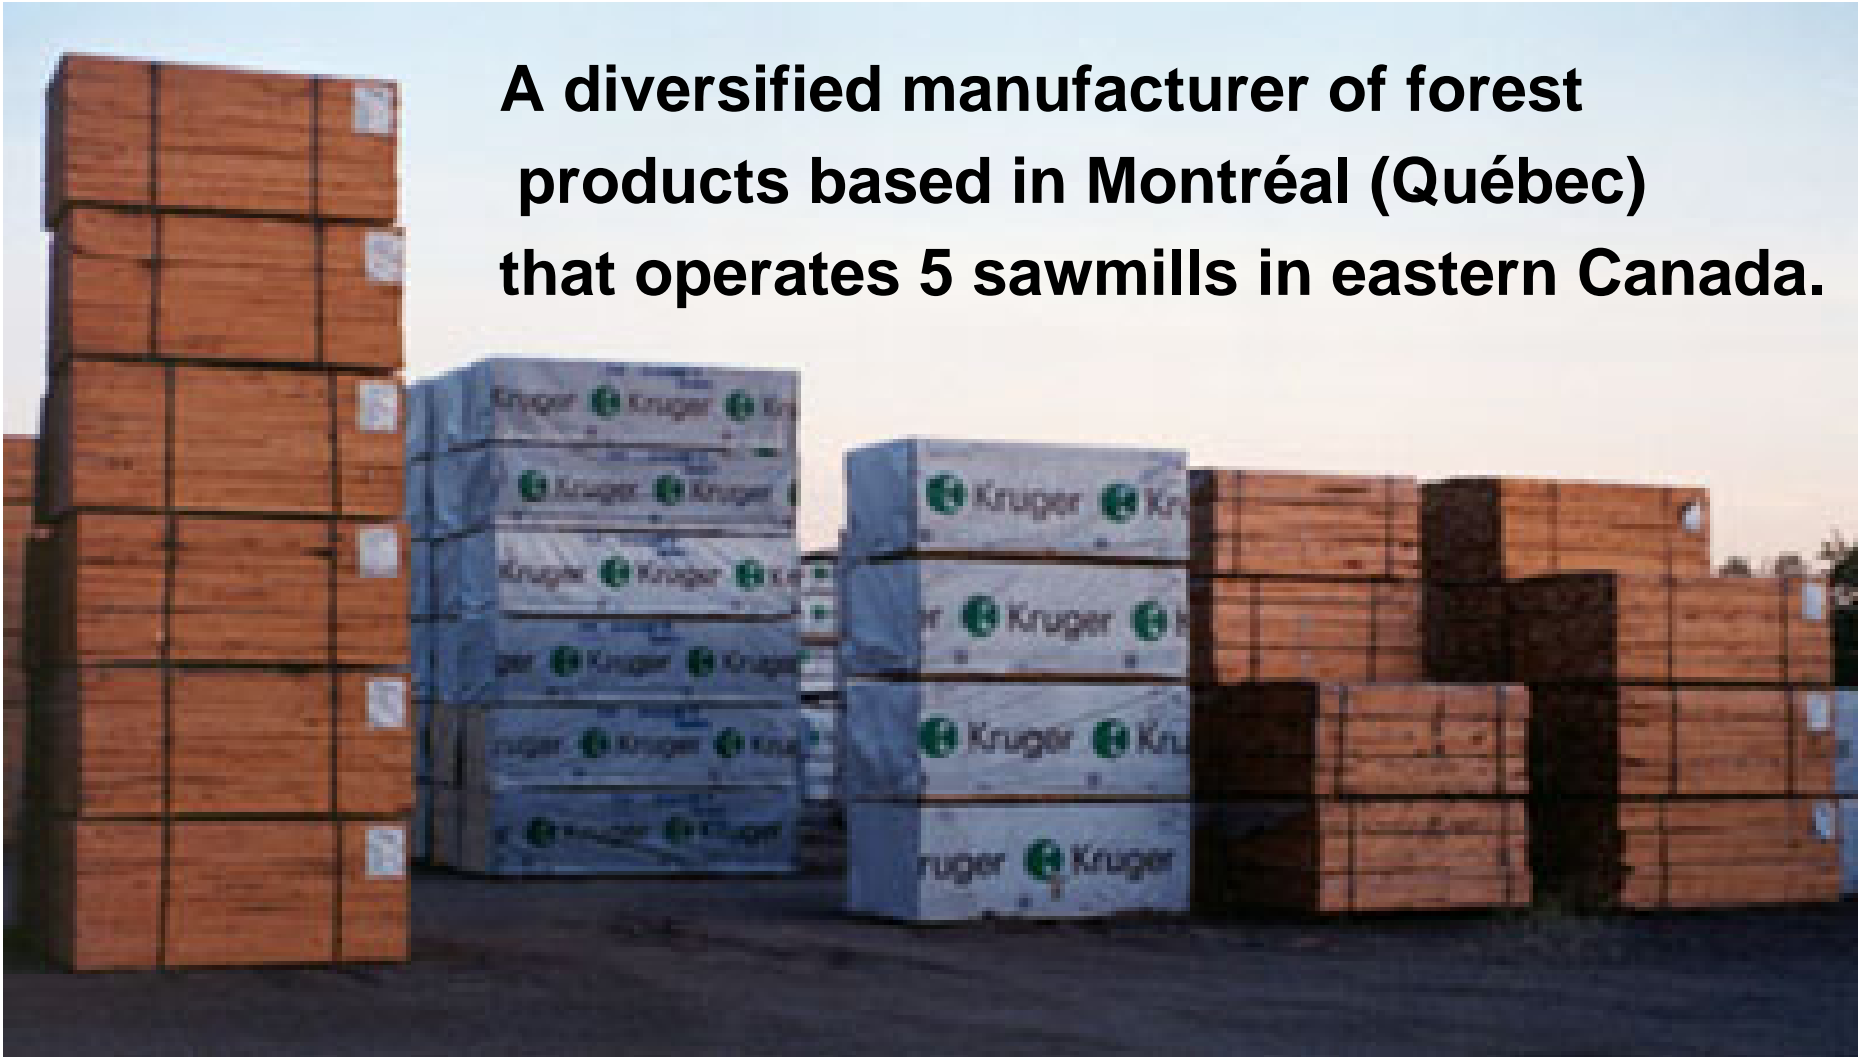 A diversified manufacturer of forest
products based in Montréal (Québec)
that operates 5 sawmills in eastern Canada.
Kruger Kruger
Kruger Kruger
Kruger Kruger
Kruger Kruger
Kruger
Kruger Kruger
Kruger
Kruger
Kruger
Kruger